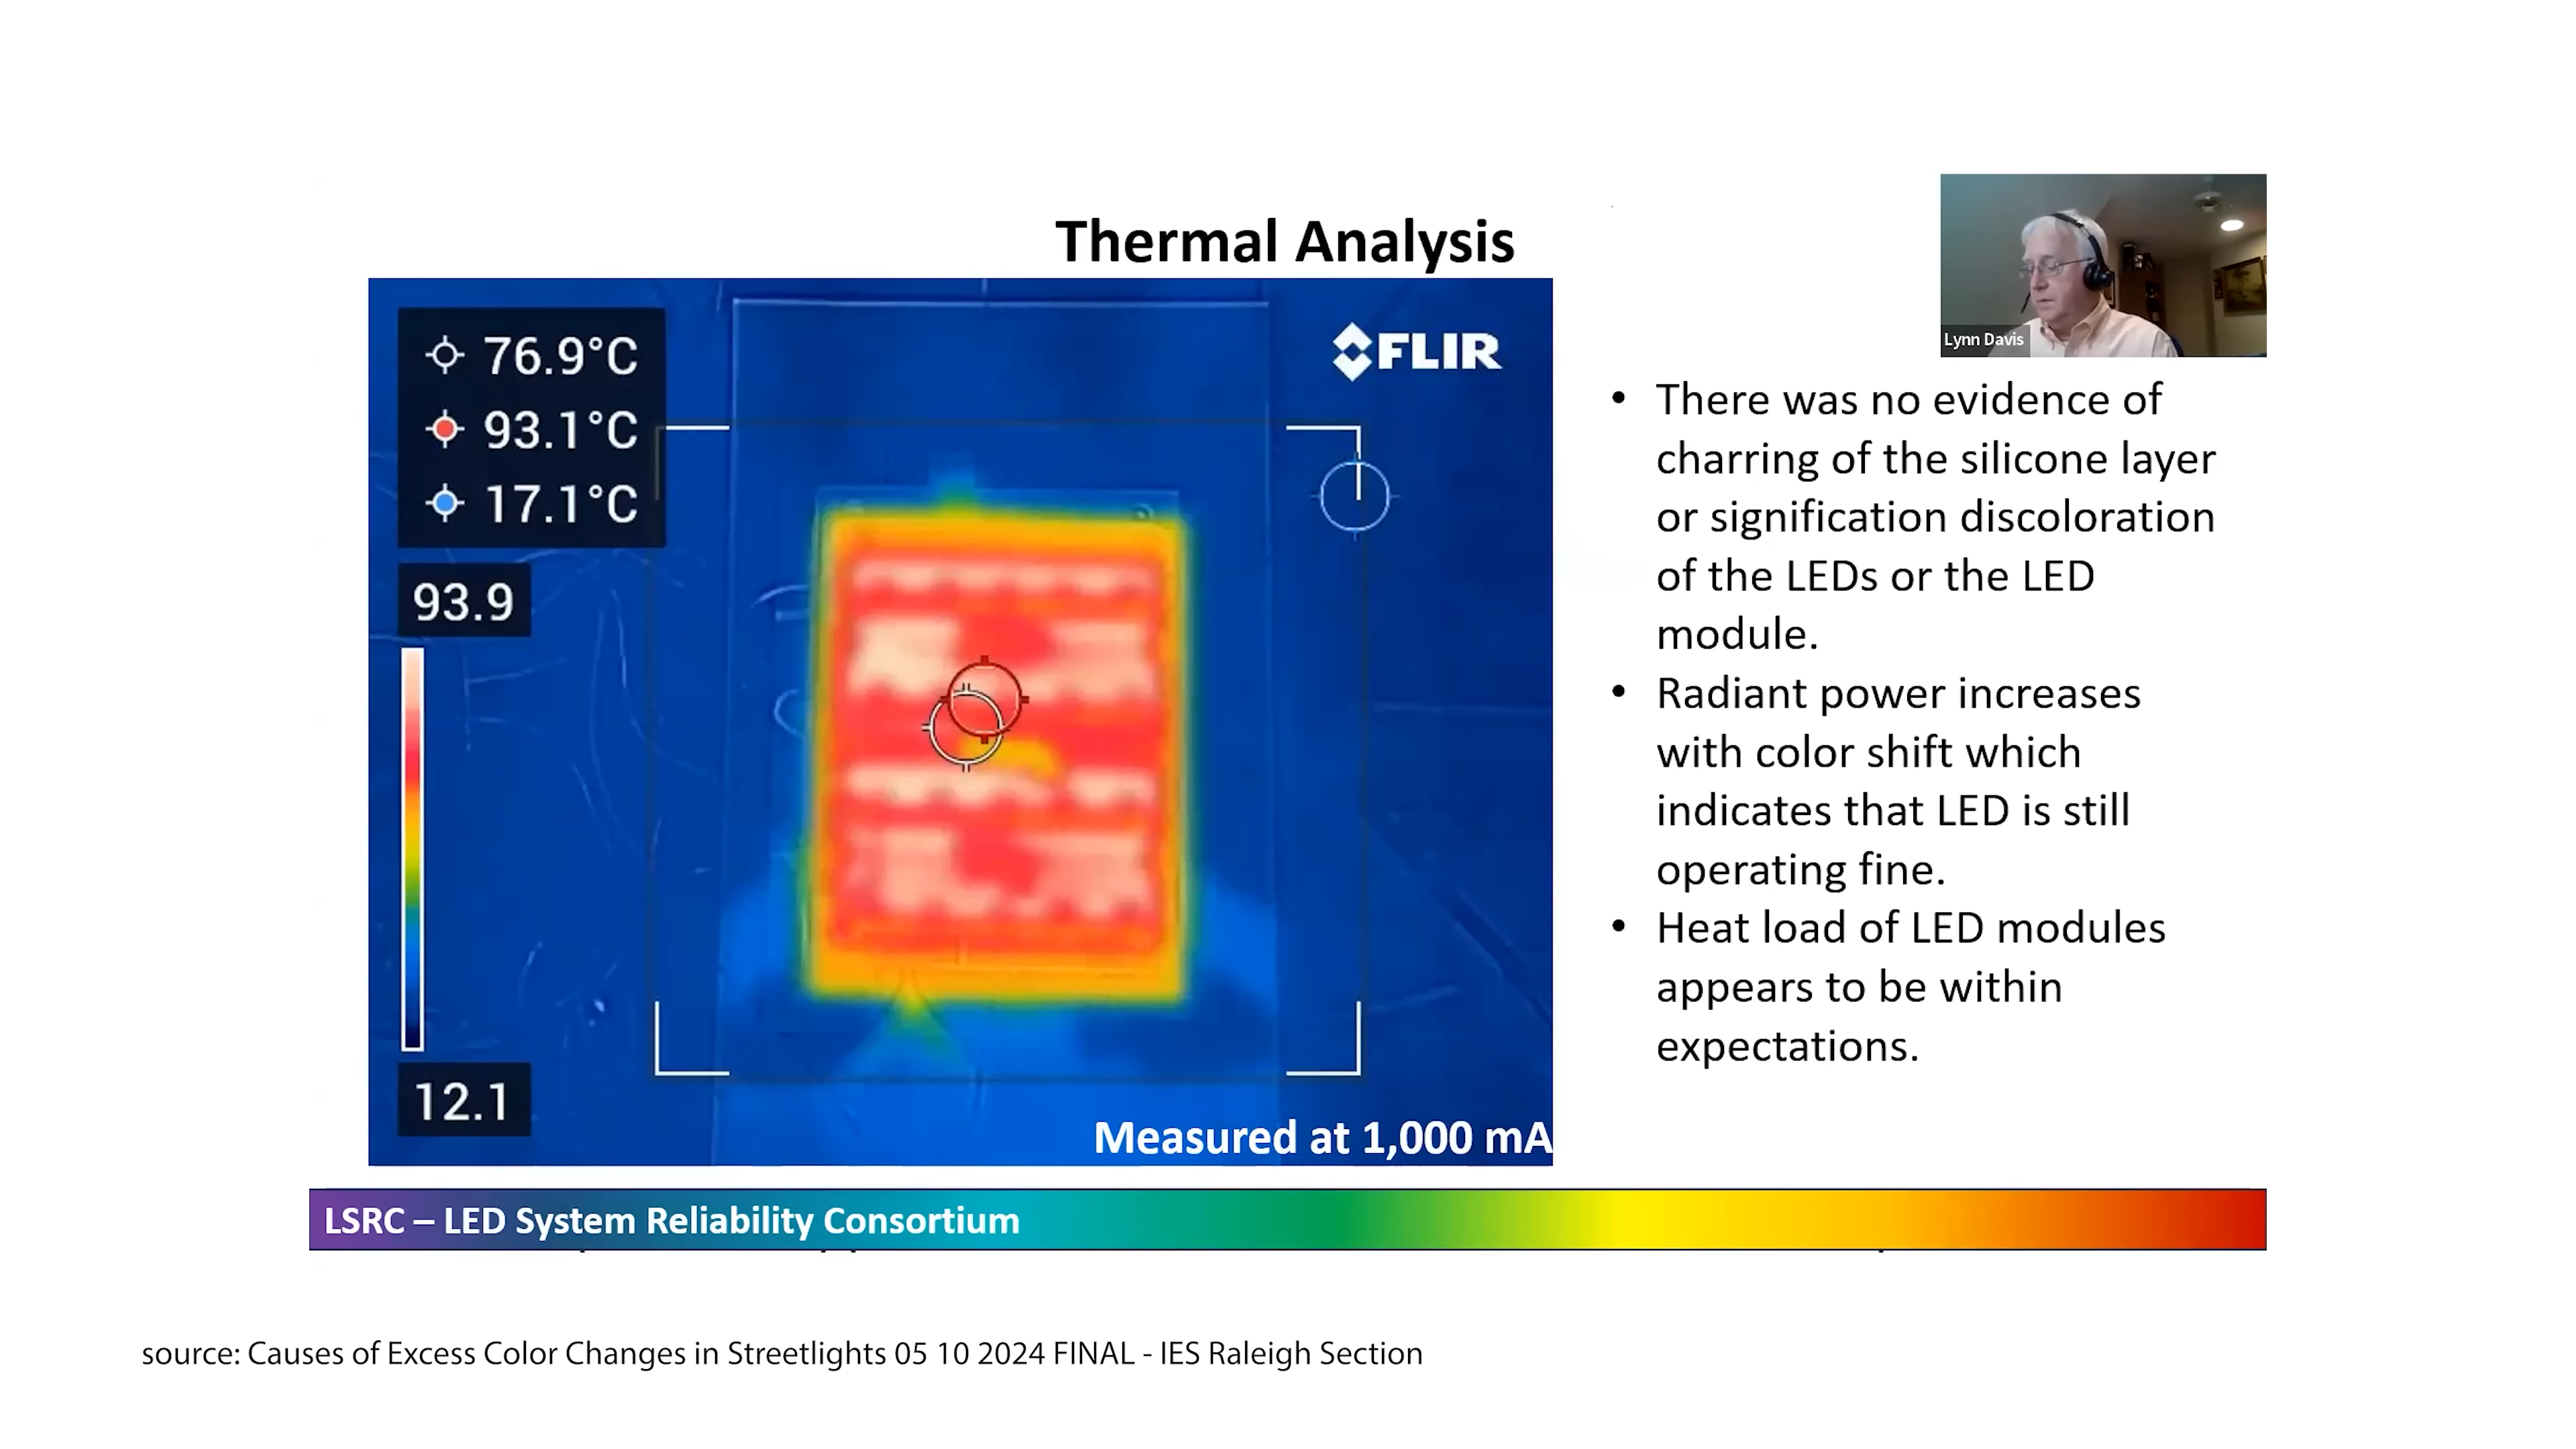 Thermal Analysis
Lynn Davis
76.9°C
93.1°C
17.1°C
93.9
12.1
FLIR
Measured at 1,000 mA
• There was no evidence of
charring of the silicone layer
or signification discoloration
of the LEDs or the LED
module.
• Radiant power increases
with color shift which
indicates that LED is still
operating fine.
• Heat load of LED modules
appears to be within
expectations.
LSRC – LED System Reliability Consortium
source: Causes of Excess Color Changes in Streetlights 05 10 2024 FINAL - IES Raleigh Section